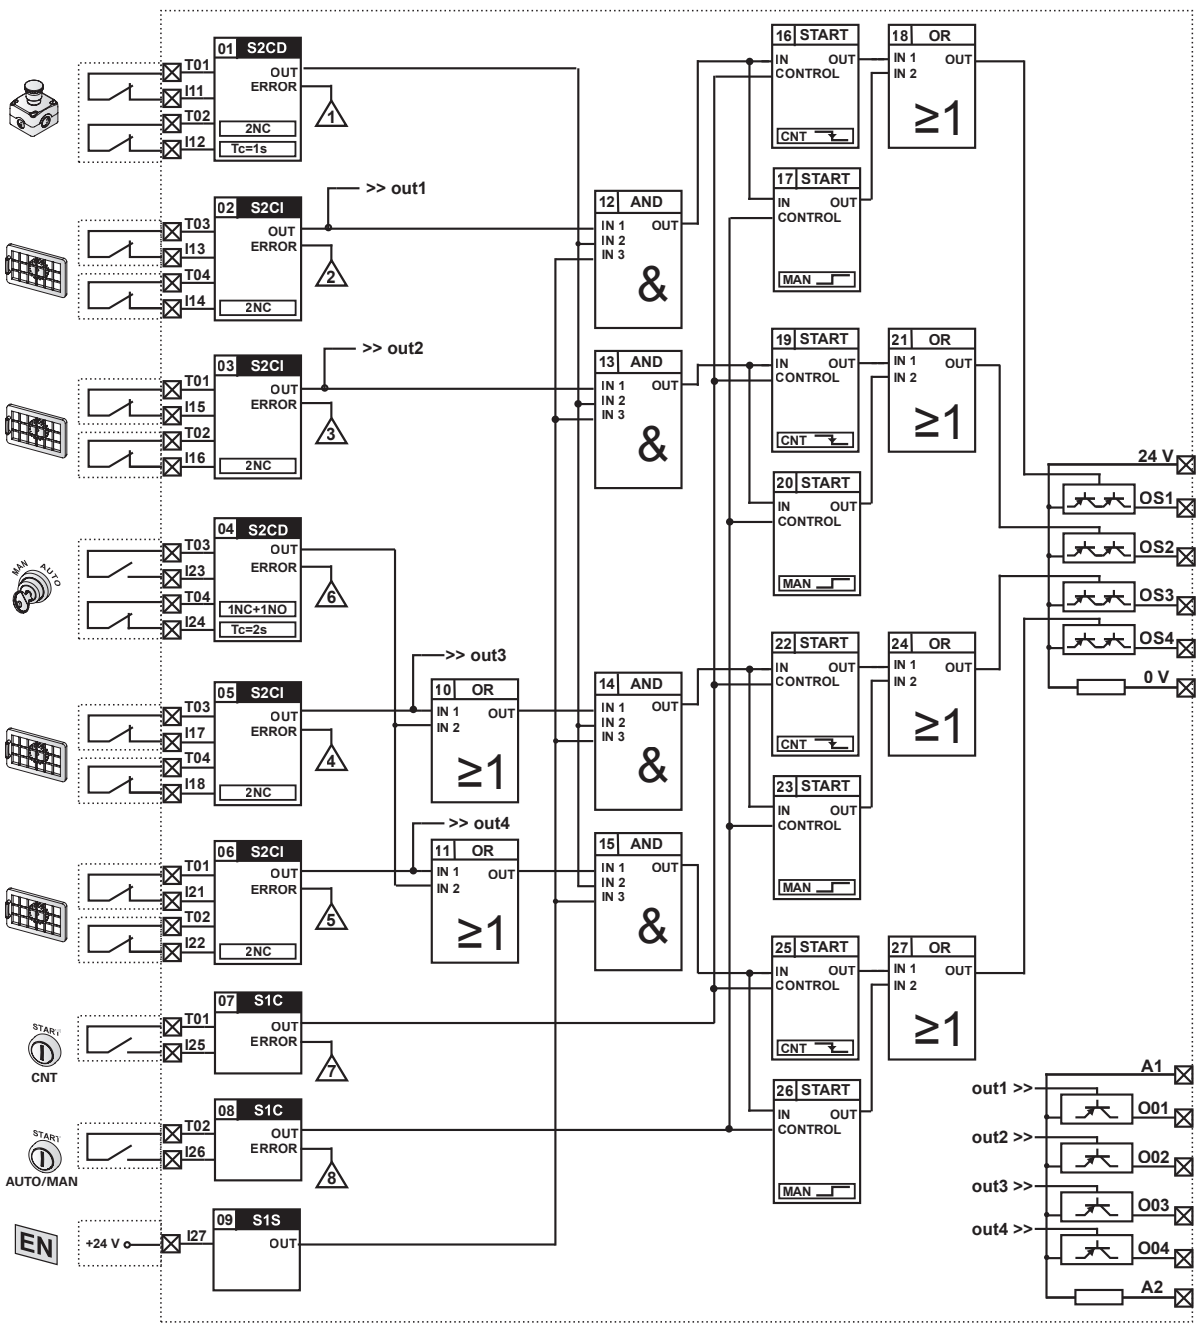 01 S2CD
T01
OUT
I11
ERROR
1
T02
2NC
I12
Tc=1s
>> out1
02 S2CI
T03
OUT
I13
ERROR
2
T04
I14
2NC
>> out2
03 S2CI
T01
OUT
I15
ERROR
3
T02
I16
2NC
MAN AUTO
04 S2CD
T03
OUT
I23
ERROR
6
T04
1NC+1NO
I24
Tc=2s
>> out3
05 S2CI
T03
OUT
I17
ERROR
4
T04
I18
2NC
>> out4
06 S2CI
T01
OUT
I21
ERROR
5
T02
I22
2NC
START
CNT
07 S1C
T01
OUT
I25
ERROR
7
START
AUTO/MAN
08 S1C
T02
OUT
I26
ERROR
8
EN
+24 V
09 S1S
I27
OUT
10 OR
IN 1 OUT
IN 2
≥1
11 OR
IN 1 OUT
IN 2
≥1
12 AND
IN 1 OUT
IN 2
IN 3
&
13 AND
IN 1 OUT
IN 2
IN 3
&
14 AND
IN 1 OUT
IN 2
IN 3
&
15 AND
IN 1 OUT
IN 2
IN 3
&
16 START
IN OUT
CONTROL
CNT
17 START
IN OUT
CONTROL
MAN
18 OR
IN 1 OUT
IN 2
≥1
19 START
IN OUT
CONTROL
CNT
20 START
IN OUT
CONTROL
MAN
21 OR
IN 1 OUT
IN 2
≥1
22 START
IN OUT
CONTROL
CNT
23 START
IN OUT
CONTROL
MAN
24 OR
IN 1 OUT
IN 2
≥1
25 START
IN OUT
CONTROL
CNT
26 START
IN OUT
CONTROL
MAN
27 OR
IN 1 OUT
IN 2
≥1
24 V
OS1
OS2
OS3
OS4
0 V
A1
out1 >>
O01
out2 >>
O02
out3 >>
O03
out4 >>
O04
A2